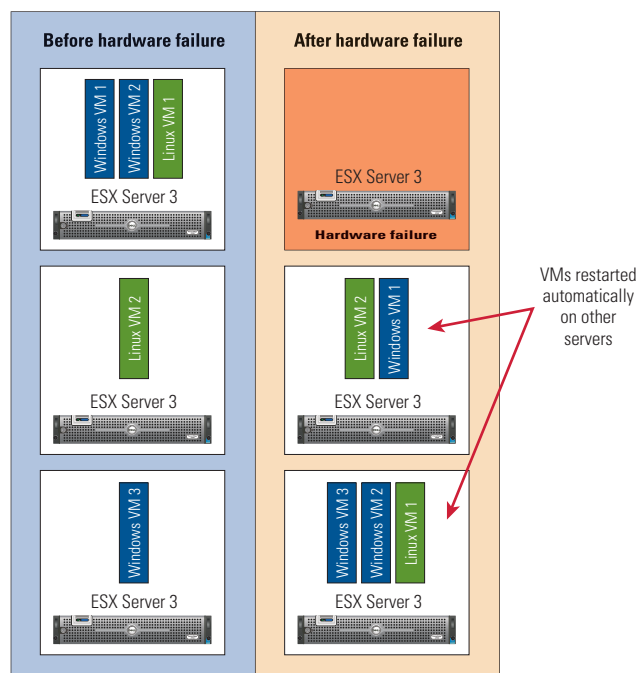 Before hardware failure
After hardware failure
Windows VM 1
Windows VM 2
Linux VM 1
ESX Server 3
ESX Server 3
Hardware failure
Linux VM 2
ESX Server 3
Linux VM 2
Windows VM 1
ESX Server 3
VMs restarted
automatically
on other
servers
Windows VM 3
ESX Server 3
Windows VM 3
Windows VM 2
Linux VM 1
ESX Server 3